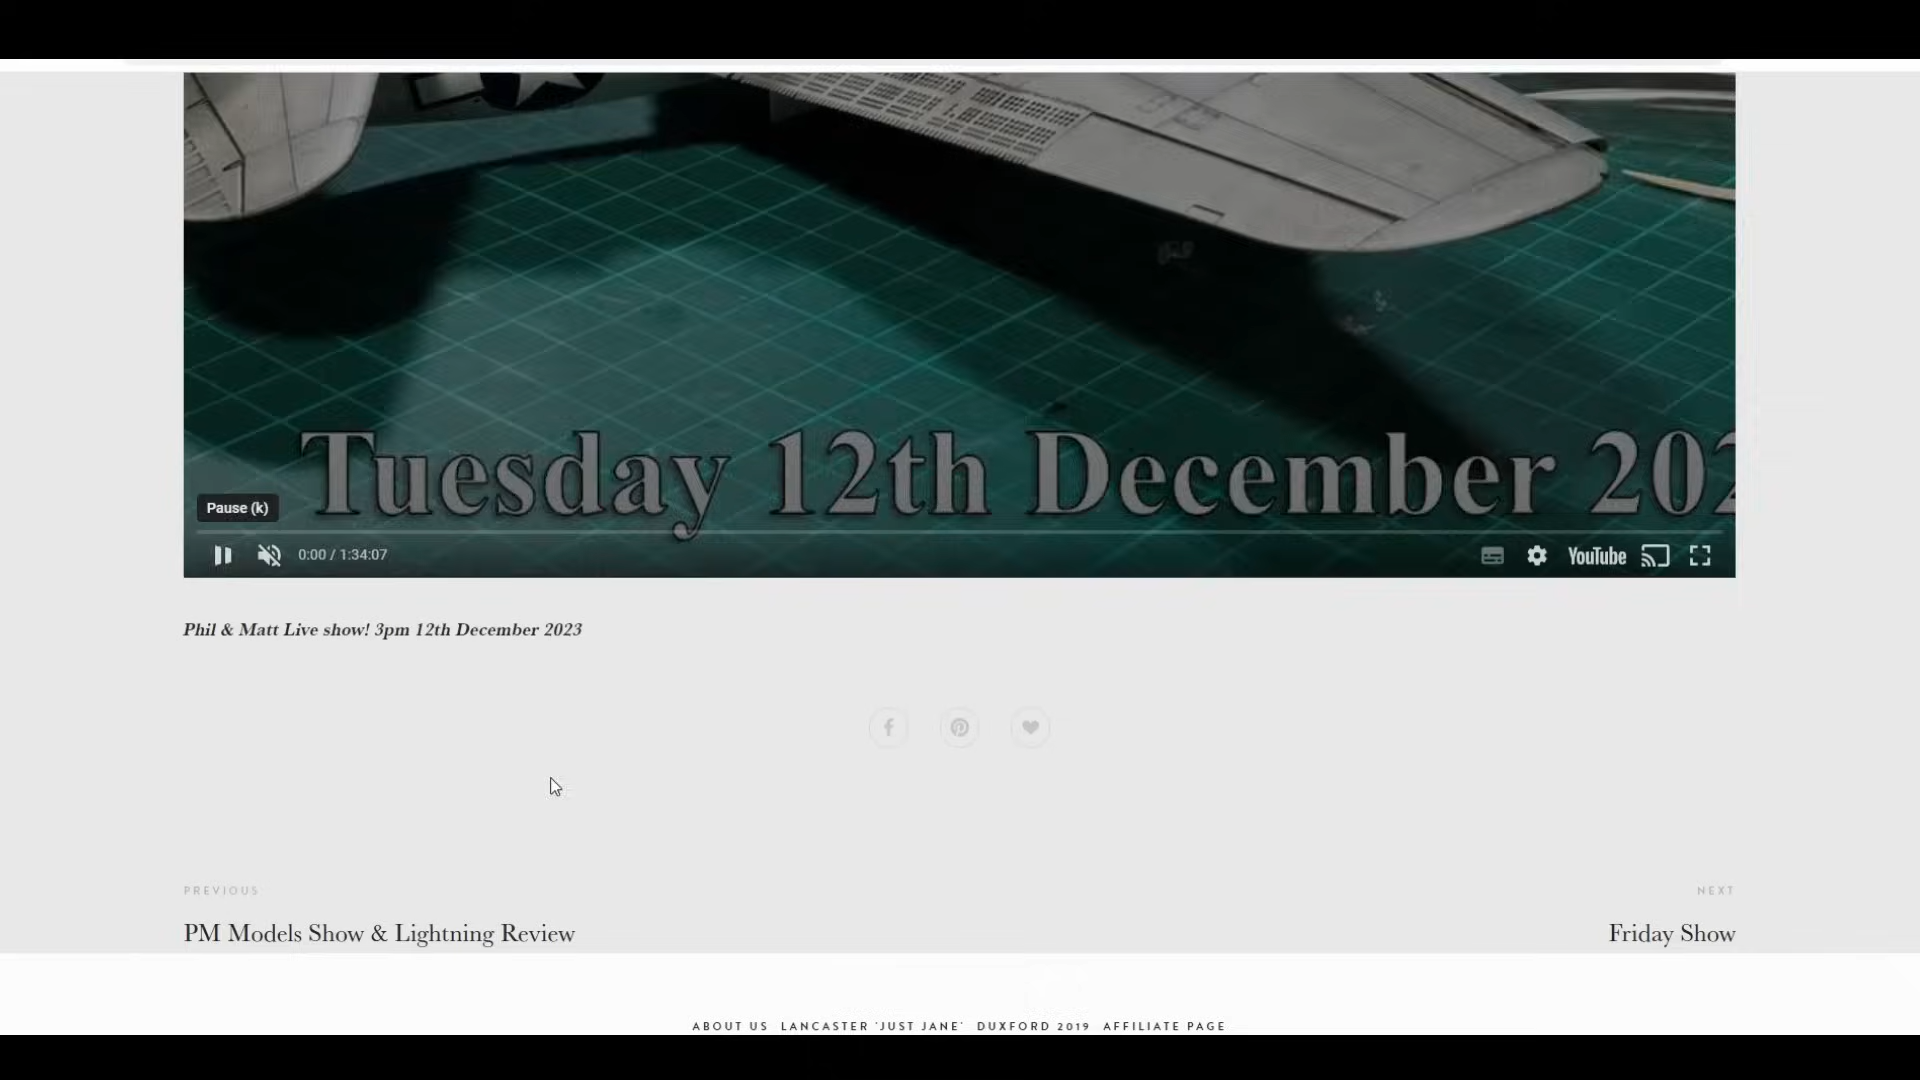 Tuesday 12th December 202
Pause (k)
0:00 / 1:34:07
YouTube
Phil & Matt Live show! 3pm 12th December 2023
PREVIOUS
NEXT
PM Models Show & Lightning Review
Friday Show
ABOUT US LANCASTER 'JUST JANE' DUXFORD 2019 AFFILIATE PAGE